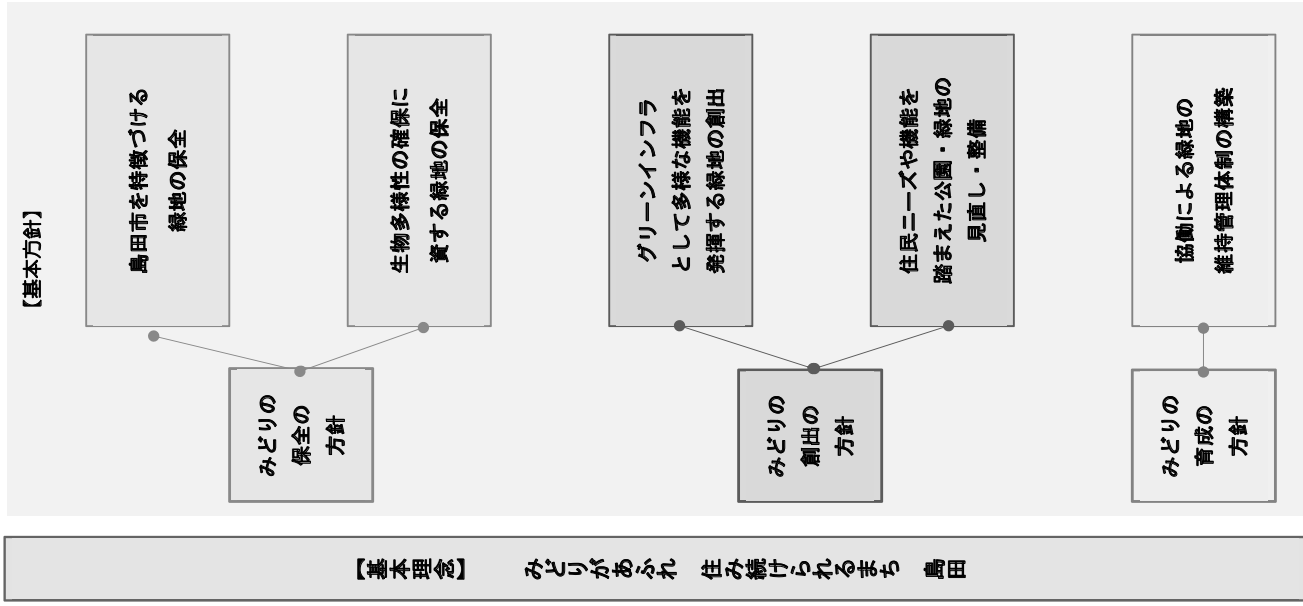 【基本理念】　みどりがあふれ　住み続けられるまち　島田
【基本方針】
みどりの
保全の
方針
島田市を特徴づける
緑地の保全
生物多様性の確保に
資する緑地の保全
みどりの
創出の
方針
グリーンインフラ
として多様な機能を
発揮する緑地の創出
住民ニーズや機能を
踏まえた公園・緑地の
見直し・整備
みどりの
育成の
方針
協働による緑地の
維持管理体制の構築